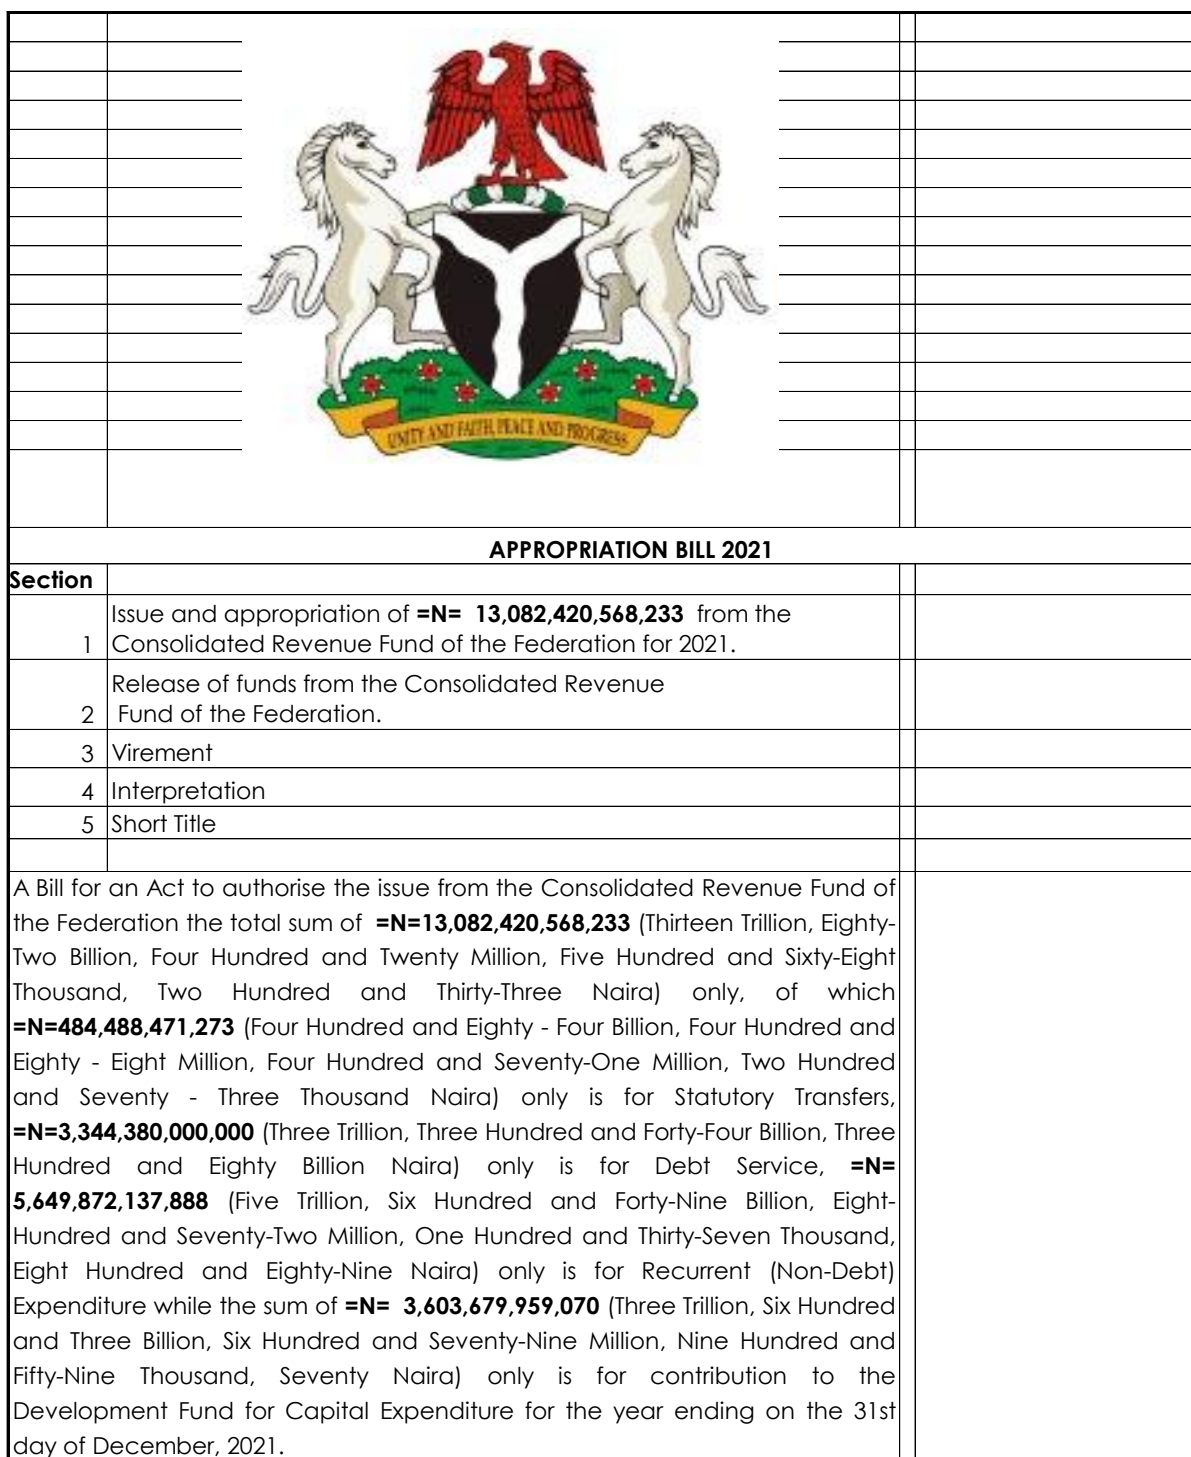 UNITY AND FAITH, PEACE AND PROGRESS
APPROPRIATION BILL 2021
Section
Issue and appropriation of =N= 13,082,420,568,233 from the
1 Consolidated Revenue Fund of the Federation for 2021.
Release of funds from the Consolidated Revenue
2 Fund of the Federation.
3 Virement
4 Interpretation
5 Short Title
A Bill for an Act to authorise the issue from the Consolidated Revenue Fund of
the Federation the total sum of =N=13,082,420,568,233 (Thirteen Trillion, Eighty-
Two Billion, Four Hundred and Twenty Million, Five Hundred and Sixty-Eight
Thousand, Two Hundred and Thirty-Three Naira) only, of which
=N=484,488,471,273 (Four Hundred and Eighty - Four Billion, Four Hundred and
Eighty - Eight Million, Four Hundred and Seventy-One Million, Two Hundred
and Seventy - Three Thousand Naira) only is for Statutory Transfers,
=N=3,344,380,000,000 (Three Trillion, Three Hundred and Forty-Four Billion, Three
Hundred and Eighty Billion Naira) only is for Debt Service, =N=
5,649,872,137,888 (Five Trillion, Six Hundred and Forty-Nine Billion, Eight-
Hundred and Seventy-Two Million, One Hundred and Thirty-Seven Thousand,
Eight Hundred and Eighty-Nine Naira) only is for Recurrent (Non-Debt)
Expenditure while the sum of =N= 3,603,679,959,070 (Three Trillion, Six Hundred
and Three Billion, Six Hundred and Seventy-Nine Million, Nine Hundred and
Fifty-Nine Thousand, Seventy Naira) only is for contribution to the
Development Fund for Capital Expenditure for the year ending on the 31st
day of December, 2021.